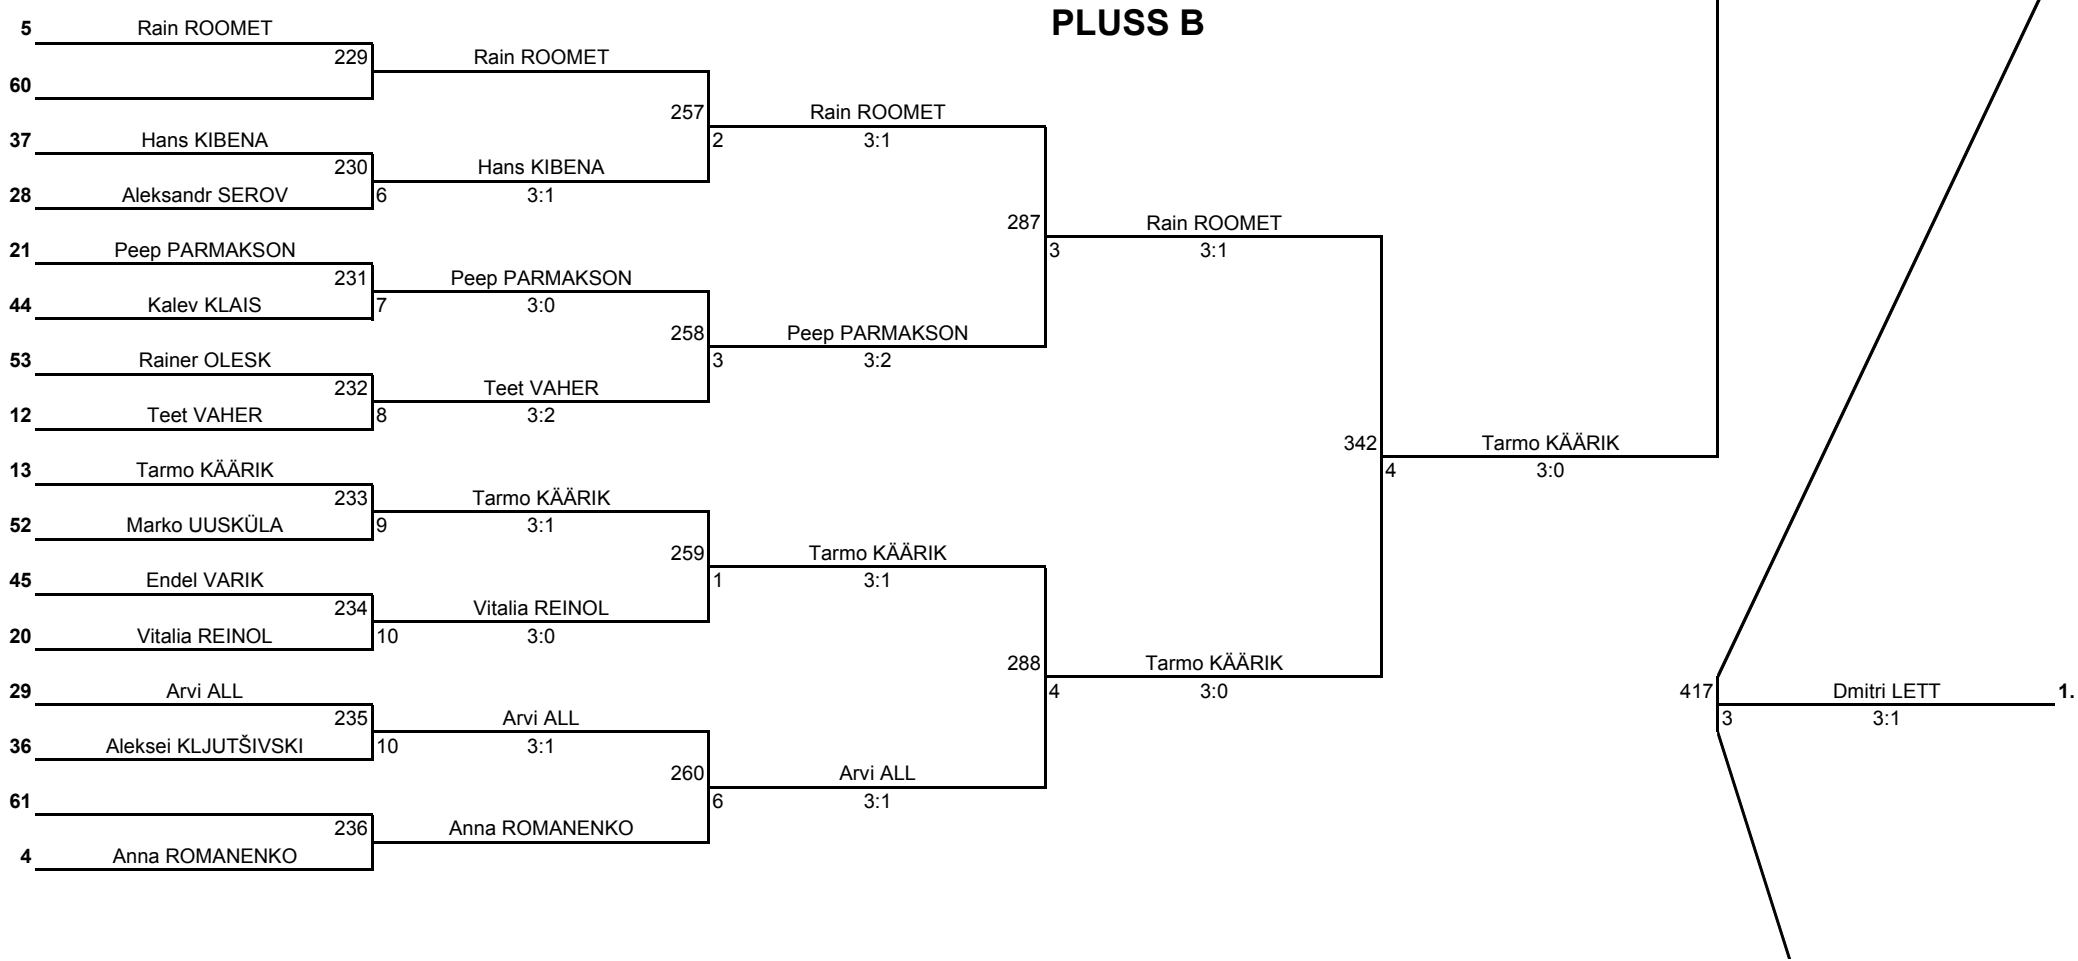 PLUSS B
5 Rain ROOMET
229 Rain ROOMET
60
257 Rain ROOMET
37 Hans KIBENA
2 3:1
230 Hans KIBENA
28 Aleksandr SEROV 6 3:1
287 Rain ROOMET
21 Peep PARMAKSON
3 3:1
231 Peep PARMAKSON
44 Kalev KLAIS 7 3:0
258 Peep PARMAKSON
53 Rainer OLESK
3 3:2
232 Teet VAHER
12 Teet VAHER 8 3:2
342 Tarmo KÄÄRIK
13 Tarmo KÄÄRIK
4 3:0
233 Tarmo KÄÄRIK
52 Marko UUSKÜLA 9 3:1
259 Tarmo KÄÄRIK
45 Endel VARIK
1 3:1
234 Vitalia REINOL
20 Vitalia REINOL 10 3:0
288 Tarmo KÄÄRIK
29 Arvi ALL
4 3:0
417 Dmitri LETT 1.
3 3:1
235 Arvi ALL
36 Aleksei KLJUTŠIVSKI 10 3:1
260 Arvi ALL
61
6 3:1
236 Anna ROMANENKO
4 Anna ROMANENKO